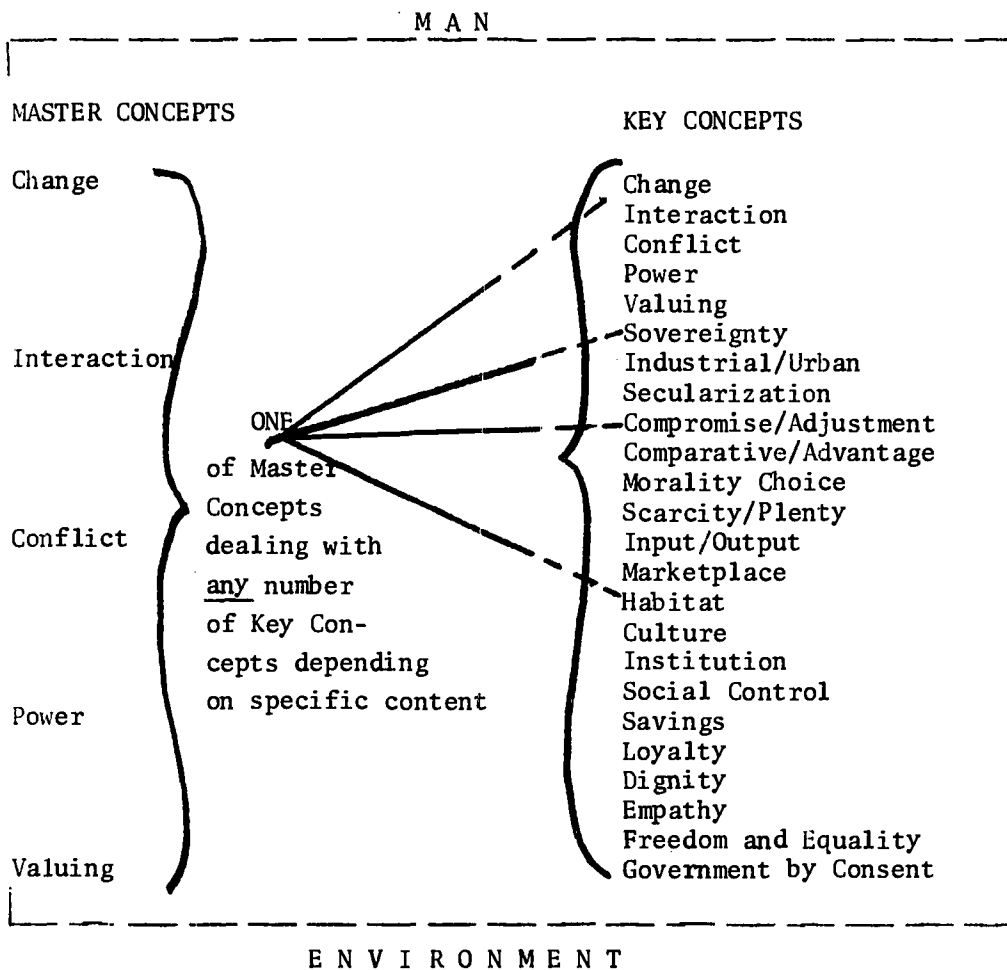 MAN
MASTER CONCEPTS
Change
Interaction
Conflict
Power
Valuing
ONE
of Master
Concepts
dealing with
any number
of Key Con-
cepts depending
on specific content
KEY CONCEPTS
Change
Interaction
Conflict
Power
Valuing
Sovereignty
Industrial/Urban
Secularization
Compromise/Adjustment
Comparative/Advantage
Morality Choice
Scarcity/Plenty
Input/Output
Marketplace
Habitat
Culture
Institution
Social Control
Savings
Loyalty
Dignity
Empathy
Freedom and Equality
Government by Consent
ENVIRONMENT